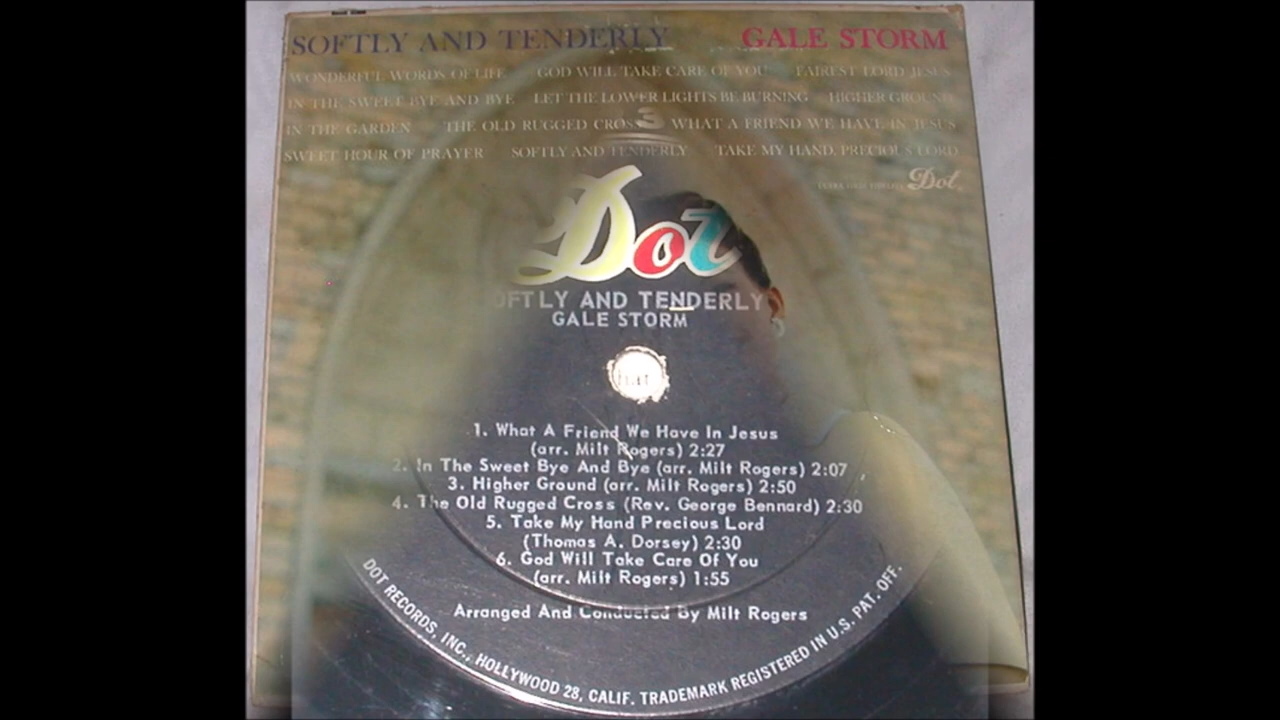 SOFTLY AND TENDERLY GALE STORM
WONDERFUL WORDS OF LIFE GOD WILL TAKE CARE OF YOU FAIREST LORD JESUS
IN THE SWEET BYE AND BYE LET THE LOWER LIGHTS BE BURNING HIGHER GROUND
IN THE GARDEN THE OLD RUGGED CROSS WHAT A FRIEND WE HAVE IN JESUS
SWEET HOUR OF PRAYER SOFTLY AND TENDERLY TAKE MY HAND, PRECIOUS LORD
Dot
3
Dot
OFTLY AND TENDERLY
GALE STORM
1. What A Friend We Have In Jesus
(arr. Milt Rogers) 2:27
2. In The Sweet Bye And Bye (arr. Milt Rogers) 2:07
3. Higher Ground (arr. Milt Rogers) 2:50
4. The Old Rugged Cross (Rev. George Bennard) 2:30
5. Take My Hand Precious Lord
(Thomas A. Dorsey) 2:30
6. God Will Take Care Of You
(arr. Milt Rogers) 1:55
Arranged And Conducted By Milt Rogers
DOT RECORDS, INC., HOLLYWOOD 28, CALIF. TRADEMARK REGISTERED IN U.S. PAT. OFF.